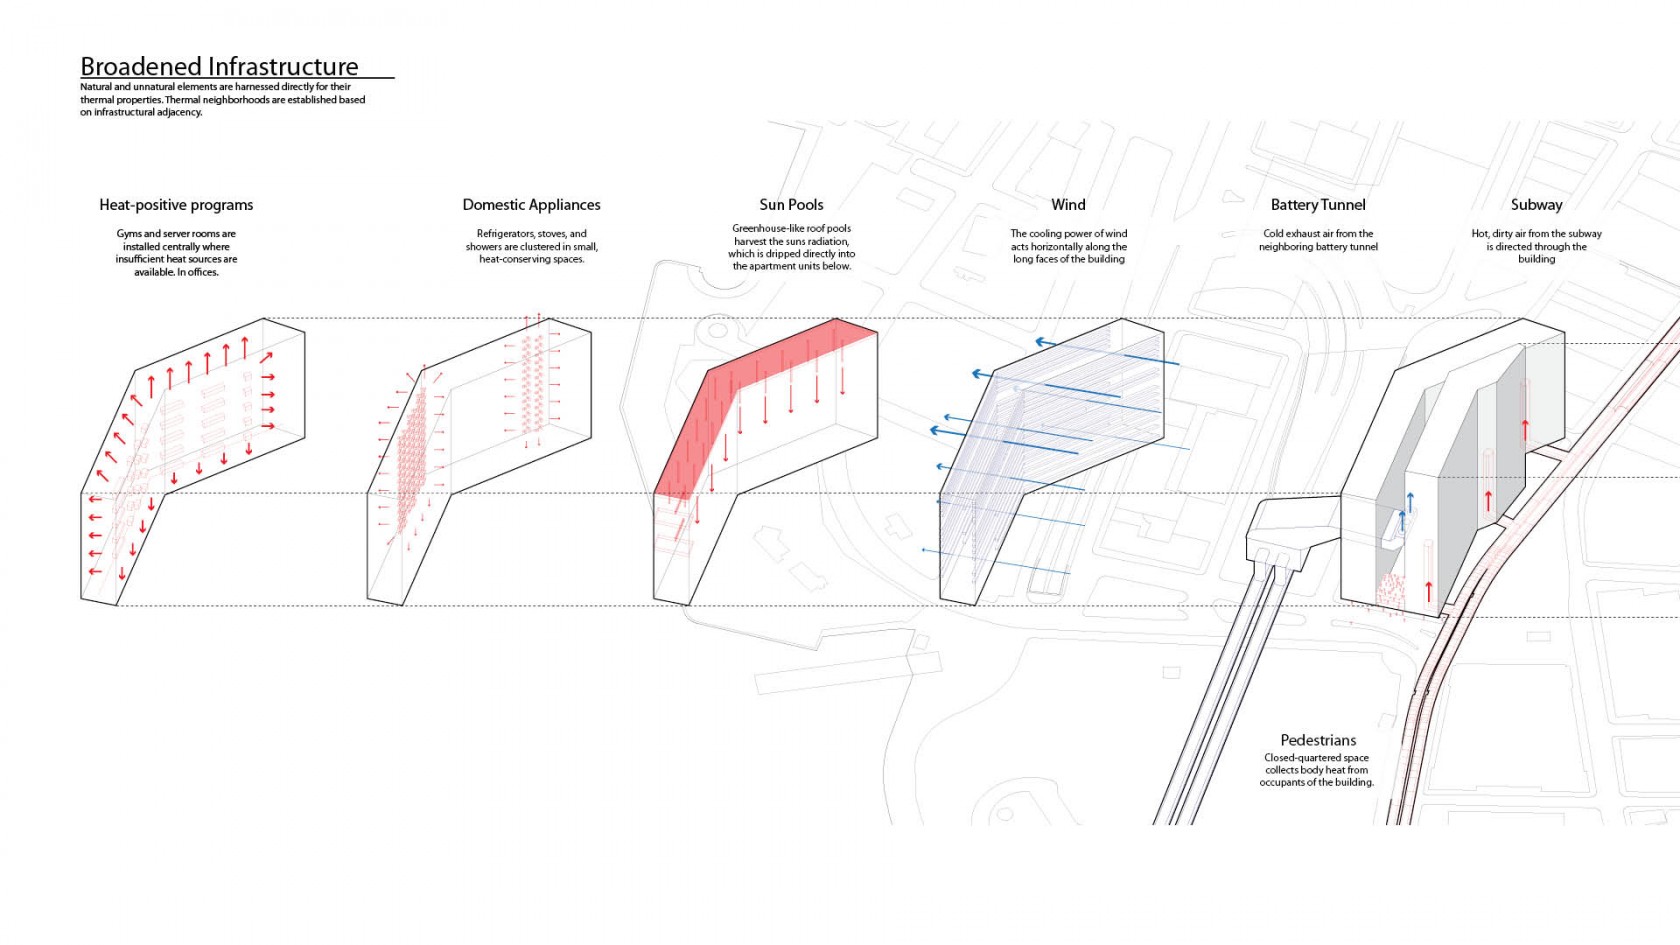 Broadened Infrastructure
Natural and unnatural elements are harnessed directly for their
thermal properties. Thermal neighborhoods are established based
on infrastructural adjacency.
Heat-positive programs
Gyms and server rooms are
installed centrally where
insufficient heat sources are
available. In offices.
Domestic Appliances
Refrigerators, stoves, and
showers are clustered in small,
heat-conserving spaces.
Sun Pools
Greenhouse-like roof pools
harvest the suns radiation,
which is dripped directly into
the apartment units below.
Wind
The cooling power of wind
acts horizontally along the
long faces of the building
Battery Tunnel
Cold exhaust air from the
neighboring battery tunnel
Subway
Hot, dirty air from the subway
is directed through the
building
Pedestrians
Closed-quartered space
collects body heat from
occupants of the building.